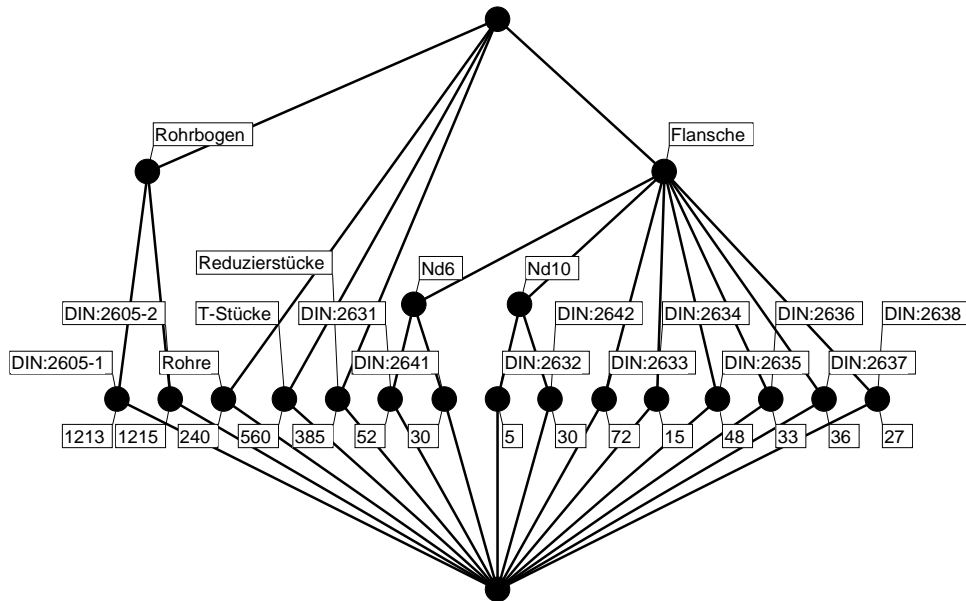 Rohrbogen
Flansche
Reduzierstücke
Nd6
Nd10
DIN:2605-2
T-Stücke
DIN:2631
DIN:2642
DIN:2634
DIN:2636
DIN:2638
DIN:2605-1
Rohre
DIN:2641
DIN:2632
DIN:2633
DIN:2635
DIN:2637
1213
1215
240
560
385
52
30
5
30
72
15
48
33
36
27